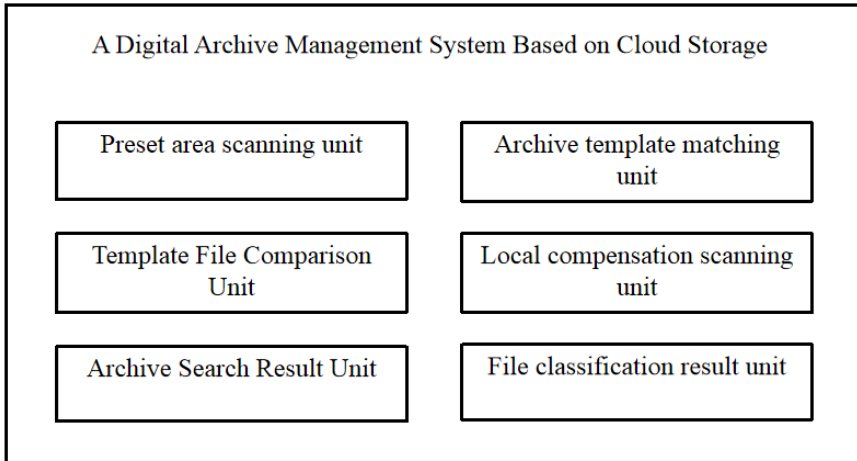 A Digital Archive Management System Based on Cloud Storage
Preset area scanning unit
Archive template matching
unit
Template File Comparison
Unit
Local compensation scanning
unit
Archive Search Result Unit
File classification result unit